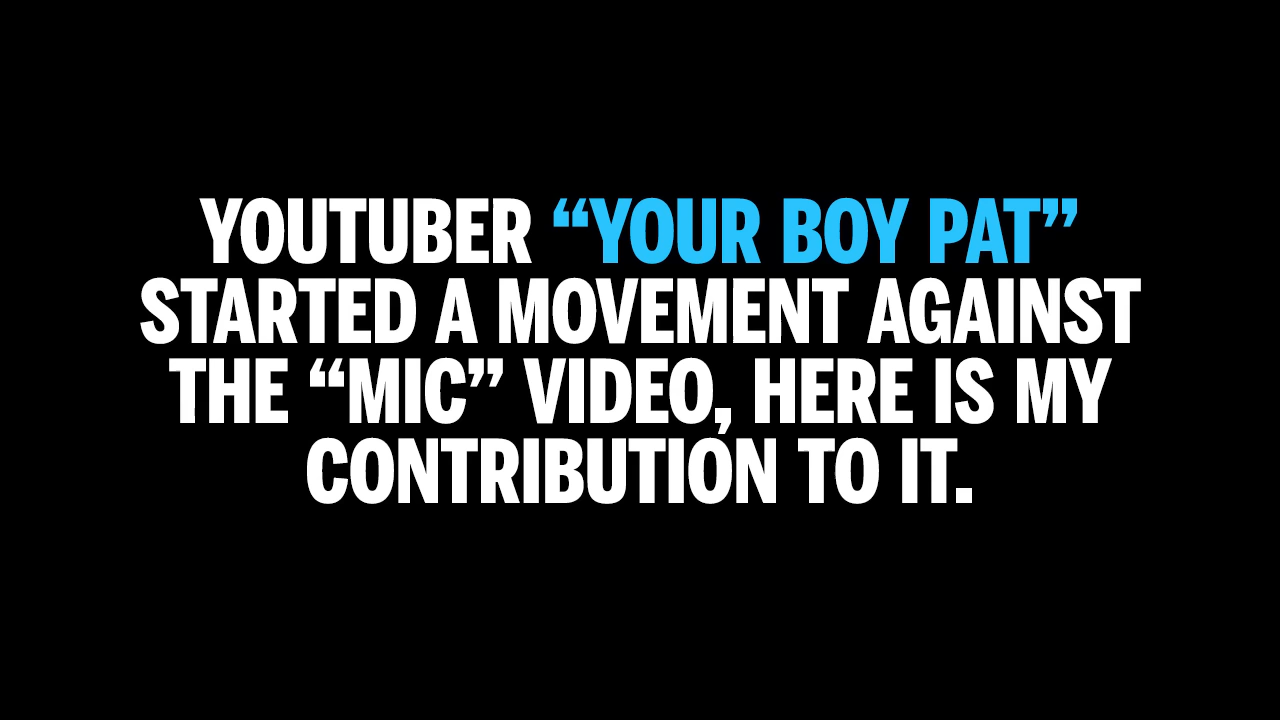 YOUTUBER “YOUR BOY PAT”
STARTED A MOVEMENT AGAINST
THE “MIC” VIDEO, HERE IS MY
CONTRIBUTION TO IT.